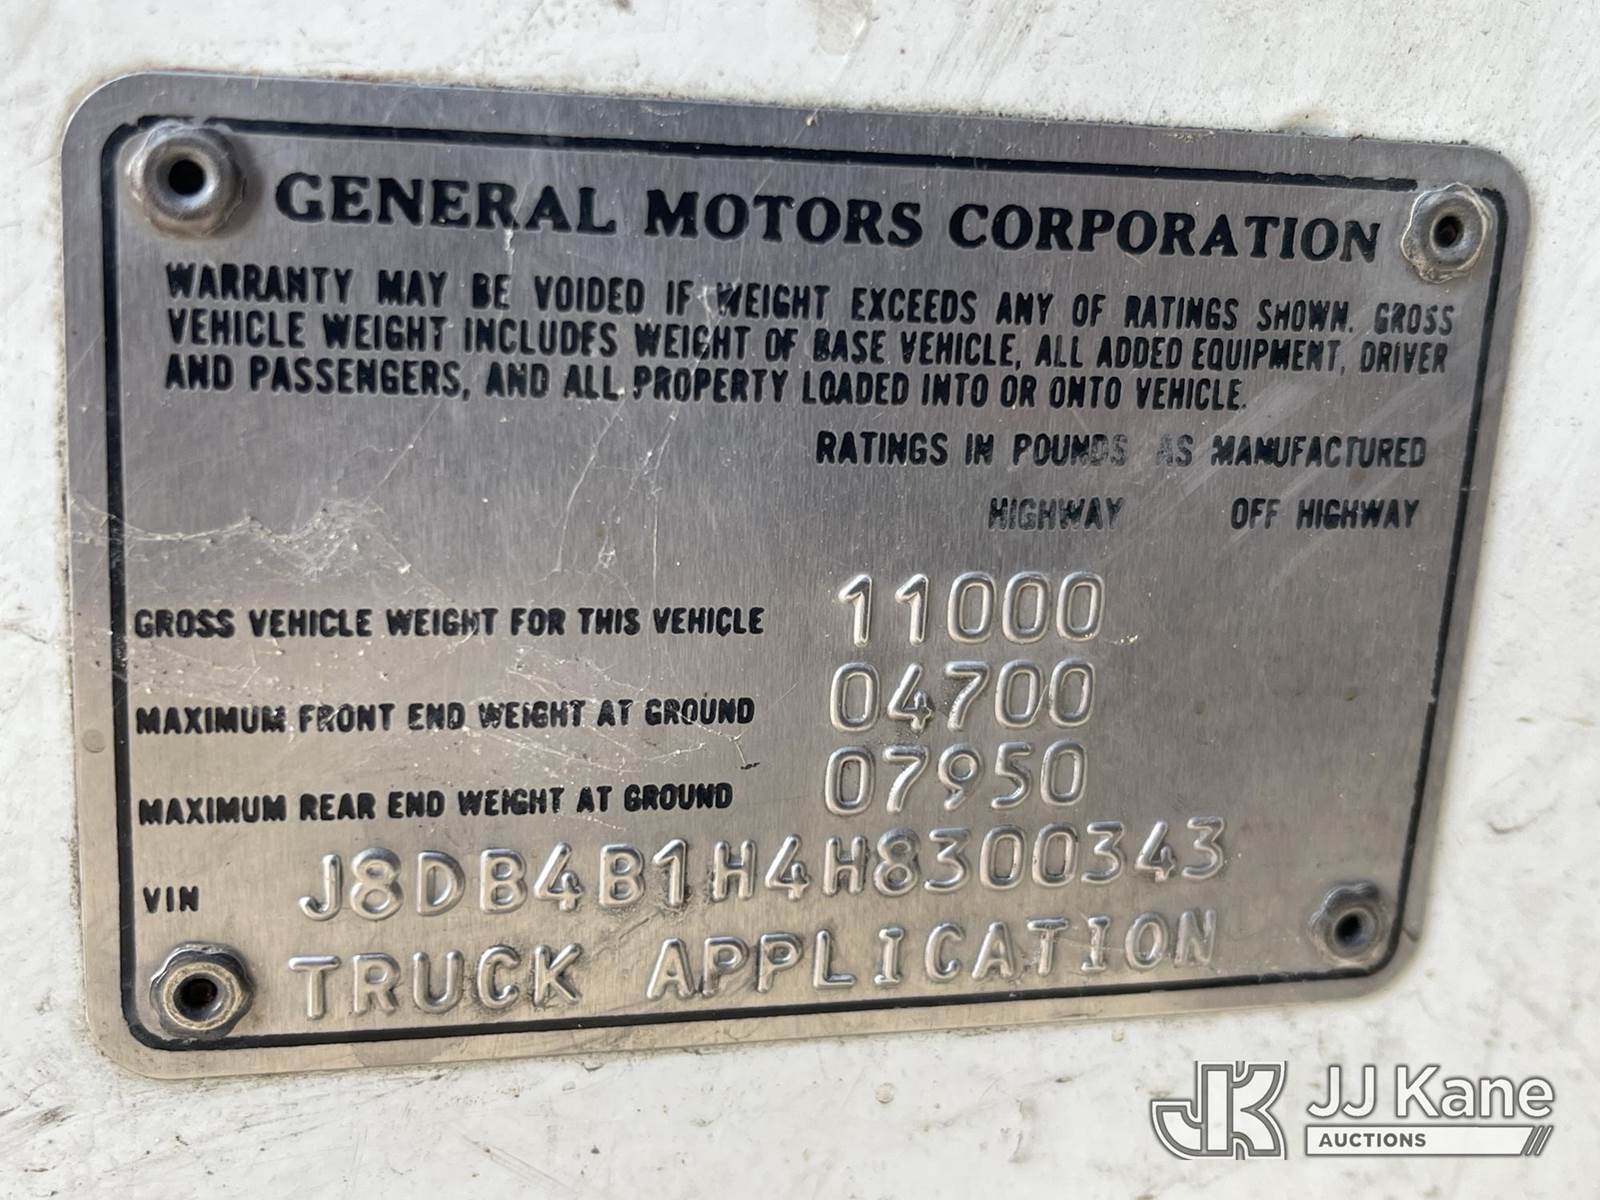 GENERAL MOTORS CORPORATION
WARRANTY MAY BE VOIDED IF WEIGHT EXCEEDS ANY OF RATINGS SHOWN. GROSS
VEHICLE WEIGHT INCLUDES WEIGHT OF BASE VEHICLE, ALL ADDED EQUIPMENT, DRIVER
AND PASSENGERS, AND ALL PROPERTY LOADED INTO OR ONTO VEHICLE.
RATINGS IN POUNDS AS MANUFACTURED
HIGHWAY OFF HIGHWAY
GROSS VEHICLE WEIGHT FOR THIS VEHICLE 11000
MAXIMUM FRONT END WEIGHT AT GROUND 04700
MAXIMUM REAR END WEIGHT AT GROUND 07950
VIN J8DB4B1H4H8300343
TRUCK APPLICATION
JK JJ Kane
AUCTIONS